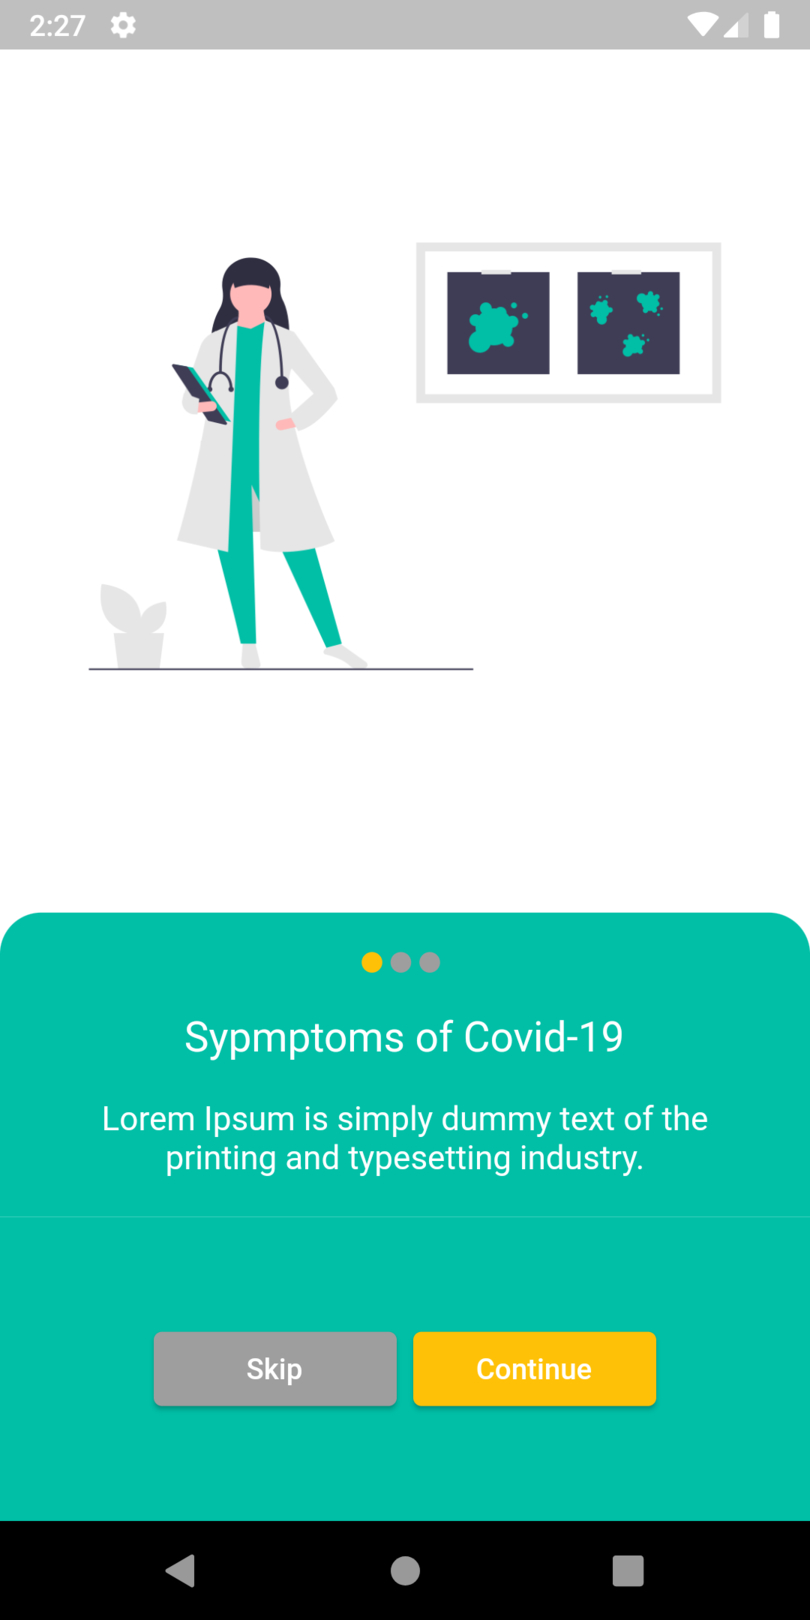 2:27
Sypmptoms of Covid-19
Lorem Ipsum is simply dummy text of the
printing and typesetting industry.
Skip
Continue